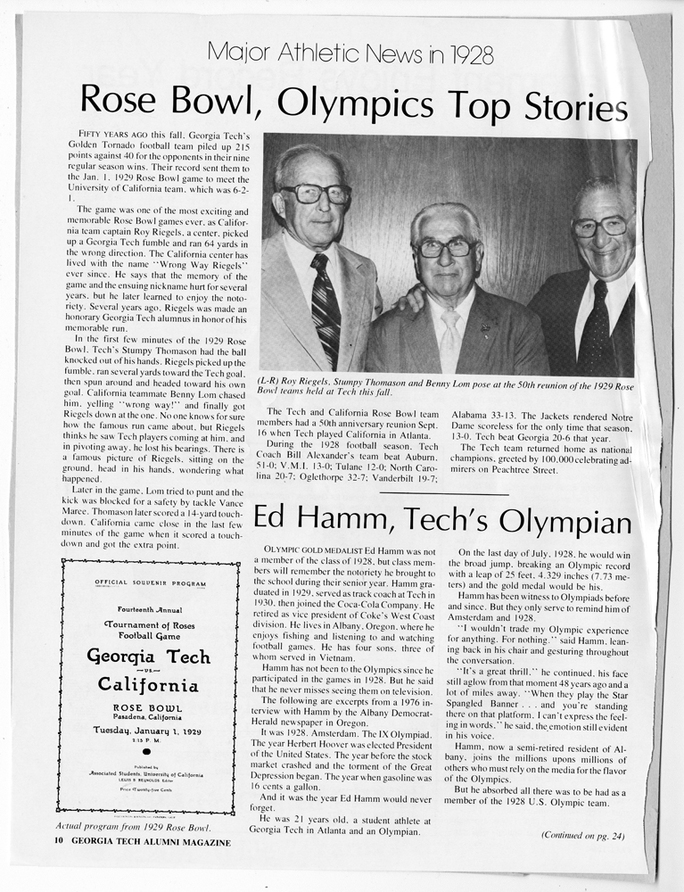 Major Athletic News in 1928
Rose Bowl, Olympics Top Stories
FIFTY YEARS AGO this fall, Georgia Tech's
Golden Tornado football team piled up 215
points against 40 for the opponents in their nine
regular season wins. Their record sent them to
the Jan. 1, 1929 Rose Bowl game to meet the
University of California team, which was 6-2-
1.
The game was one of the most exciting and
memorable Rose Bowl games ever, as Califor-
nia team captain Roy Riegels, a center, picked
up a Georgia Tech fumble and ran 64 yards in
the wrong direction. The California center has
lived with the name "Wrong Way Riegels"
ever since. He says that the memory of the
game and the ensuing nickname hurt for several
years, but he later learned to enjoy the noto-
riety. Several years ago, Riegels was made an
honorary Georgia Tech alumnus in honor of his
memorable run.
In the first few minutes of the 1929 Rose
Bowl, Tech's Stumpy Thomason had the ball
knocked out of his hands. Riegels picked up the
fumble, ran several yards toward the Tech goal,
then spun around and headed toward his own
goal. California teammate Benny Lom chased
him, yelling "wrong way!" and finally got
Riegels down at the one. No one knows for sure
how the famous run came about, but Riegels
thinks he saw Tech players coming at him, and
in pivoting away, he lost his bearings. There is
a famous picture of Riegels, sitting on the
ground, head in his hands, wondering what
happened.
Later in the game, Lom tried to punt and the
kick was blocked for a safety by tackle Vance
Maree. Thomason later scored a 14-yard touch-
down. California came close in the last few
minutes of the game when it scored a touch-
down and got the extra point.
(L-R) Roy Riegels, Stumpy Thomason and Benny Lom pose at the 50th reunion of the 1929 Rose
Bowl teams held at Tech this fall.
The Tech and California Rose Bowl team
members had a 50th anniversary reunion Sept.
16 when Tech played California in Atlanta.
During the 1928 football season, Tech
Coach Bill Alexander's team beat Auburn,
51-0; V.M.I. 13-0; Tulane 12-0; North Caro-
lina 20-7; Oglethorpe 32-7; Vanderbilt 19-7;
Alabama 33-13. The Jackets rendered Notre
Dame scoreless for the only time that season,
13-0. Tech beat Georgia 20-6 that year.
The Tech team returned home as national
champions, greeted by 100,000 celebrating ad-
mirers on Peachtree Street.
Ed Hamm, Tech's Olympian
OLYMPIC GOLD MEDALIST Ed Hamm was not
a member of the class of 1928, but class mem-
bers will remember the notoriety he brought to
the school during their senior year. Hamm gra-
duated in 1929, served as track coach at Tech in
1930, then joined the Coca-Cola Company. He
retired as vice president of Coke's West Coast
division. He lives in Albany, Oregon, where he
enjoys fishing and listening to and watching
football games. He has four sons, three of
whom served in Vietnam.
Hamm has not been to the Olympics since he
participated in the games in 1928. But he said
that he never misses seeing them on television.
The following are excerpts from a 1976 in-
terview with Hamm by the Albany Democrat-
Herald newspaper in Oregon.
It was 1928. Amsterdam. The IX Olympiad.
The year Herbert Hoover was elected President
of the United States. The year before the stock
market crashed and the torment of the Great
Depression began. The year when gasoline was
16 cents a gallon.
And it was the year Ed Hamm would never
forget.
He was 21 years old, a student athlete at
Georgia Tech in Atlanta and an Olympian.
On the last day of July, 1928, he would win
the broad jump, breaking an Olympic record
with a leap of 25 feet, 4.329 inches (7.73 me-
ters) and the gold medal would be his.
Hamm has been witness to Olympiads before
and since. But they only serve to remind him of
Amsterdam and 1928.
"I wouldn't trade my Olympic experience
for anything. For nothing," said Hamm, lean-
ing back in his chair and gesturing throughout
the conversation.
"It's a great thrill," he continued, his face
still aglow from that moment 48 years ago and a
lot of miles away. "When they play the Star
Spangled Banner . . . and you're standing
there on that platform, I can't express the feel-
ing in words," he said, the emotion still evident
in his voice.
Hamm, now a semi-retired resident of Al-
bany, joins the millions upon millions of
others who must rely on the media for the flavor
of the Olympics.
But he absorbed all there was to be had as a
member of the 1928 U.S. Olympic team.
(Continued on pg. 24)
OFFICIAL SOUVENIR PROGRAM
Fourteenth Annual
Tournament of Roses
Football Game
Georgia Tech
vs.
California
ROSE BOWL
Pasadena, California
Tuesday, January 1, 1929
2:15 P. M.
Published by
Associated Students, University of California
Price Twenty-five Cents
Actual program from 1929 Rose Bowl.
10 GEORGIA TECH ALUMNI MAGAZINE